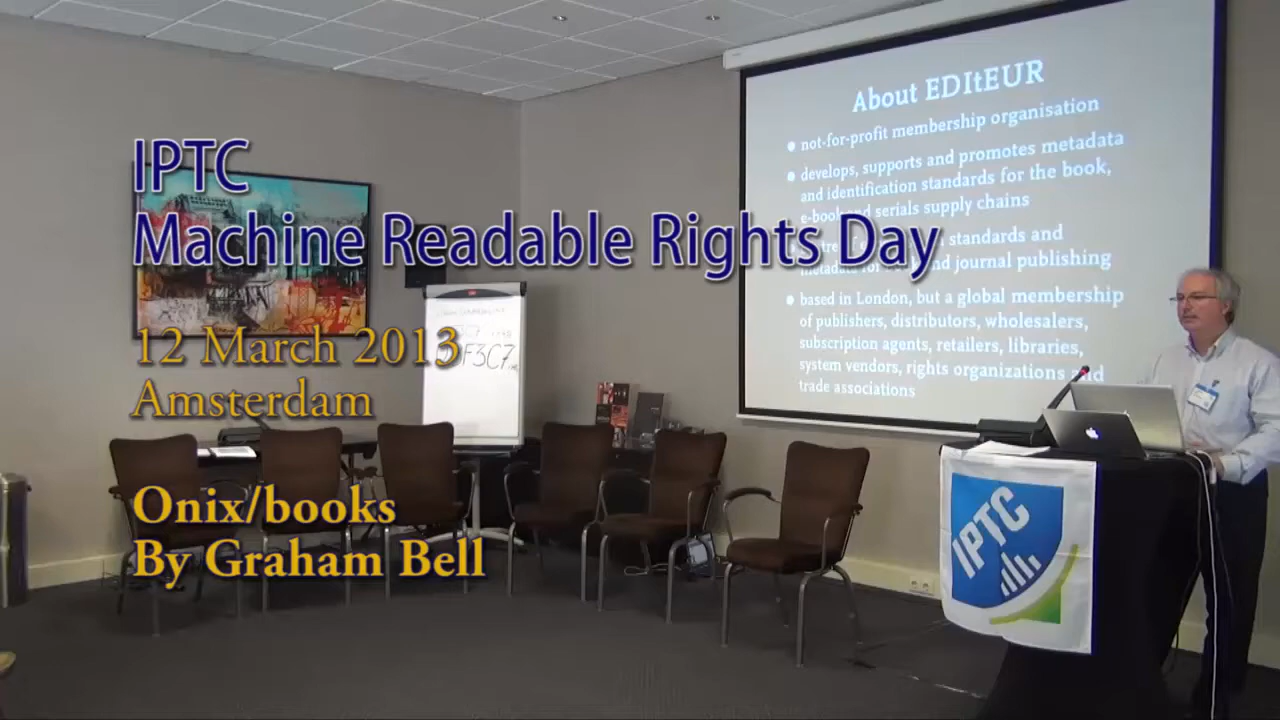 IPTC
Machine Readable Rights Day
12 March 2013
Amsterdam
Onix/books
By Graham Bell
About EDItEUR
not-for-profit membership organisation
develops, supports and promotes metadata
and identification standards for the book,
e-book and serials supply chains
standards and
metadata for book and journal publishing
based in London, but a global membership
of publishers, distributors, wholesalers,
subscription agents, retailers, libraries,
system vendors, rights organizations and
trade associations
F3C7
IPTC